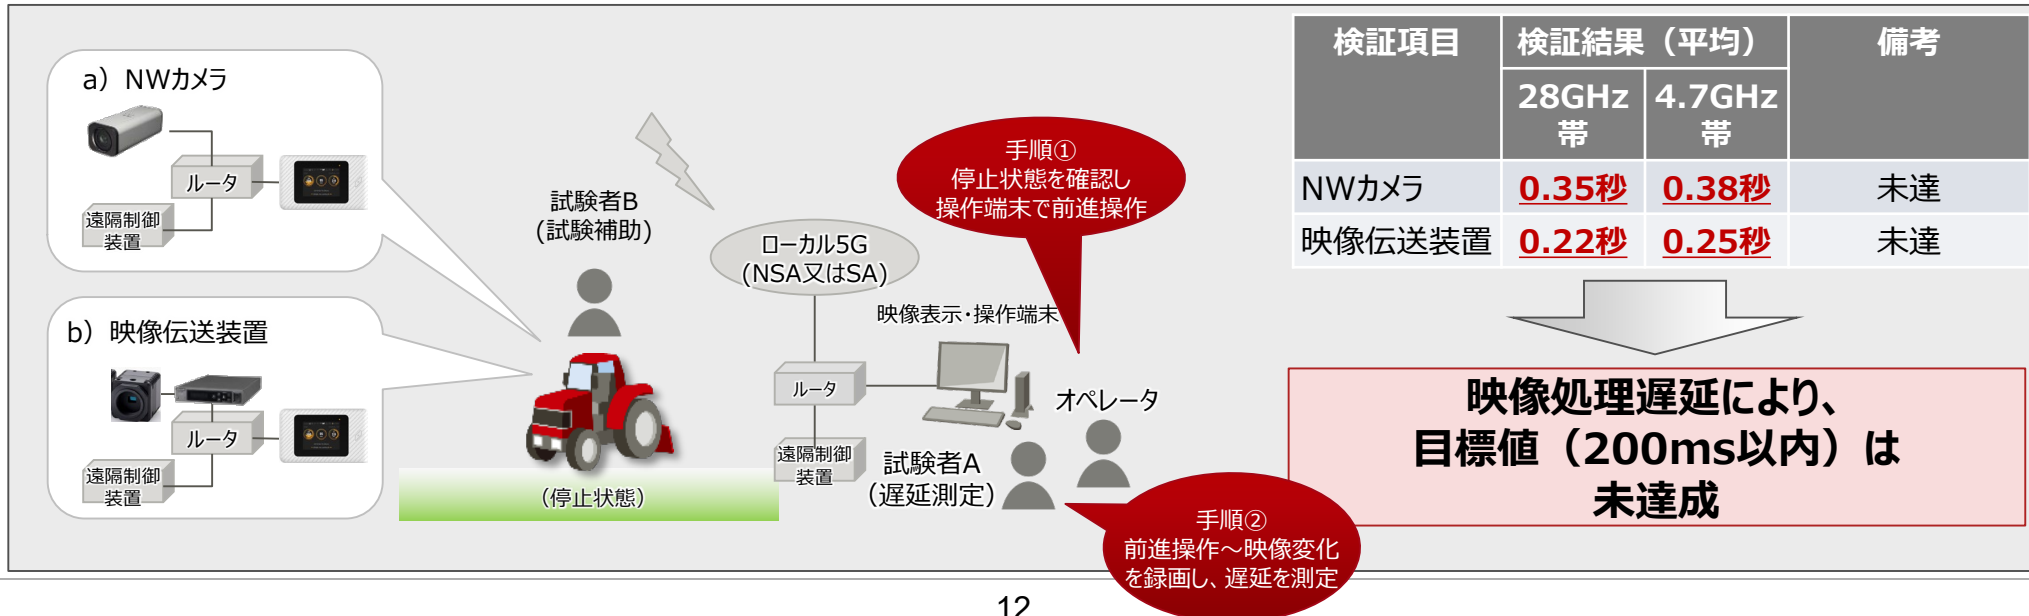 a）NWカメラ
ルータ
遠隔制御
装置
b）映像伝送装置
ルータ
遠隔制御
装置
試験者B
(試験補助)
(停止状態)
ローカル5G
(NSA又はSA)
ルータ
遠隔制御
装置
映像表示・操作端末
オペレータ
試験者A
(遅延測定)
手順①
停止状態を確認し
操作端末で前進操作
手順②
前進操作～映像変化
を録画し、遅延を測定
検証項目 検証結果（平均） 備考
28GHz
帯
4.7GHz
帯
NWカメラ 0.35秒 0.38秒 未達
映像伝送装置 0.22秒 0.25秒 未達
映像処理遅延により、
目標値（200ms以内）は
未達成
12